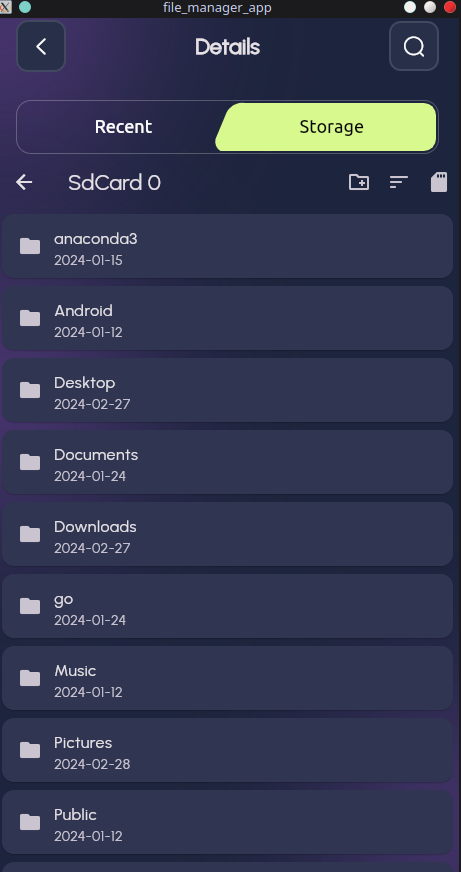 file_manager_app
Details
Recent
Storage
SdCard 0
anaconda3
2024-01-15
Android
2024-01-12
Desktop
2024-02-27
Documents
2024-01-24
Downloads
2024-02-27
go
2024-01-24
Music
2024-01-12
Pictures
2024-02-28
Public
2024-01-12